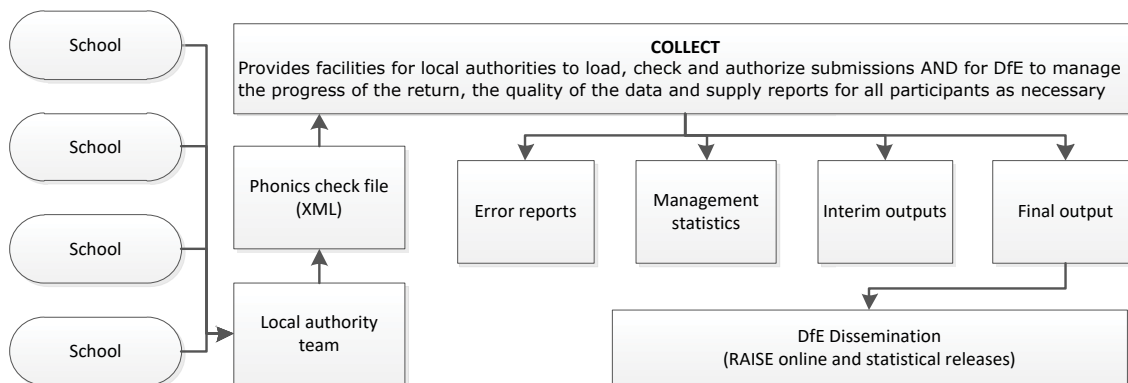 School
School
School
School
COLLECT
Provides facilities for local authorities to load, check and authorize submissions AND for DfE to manage
the progress of the return, the quality of the data and supply reports for all participants as necessary
Phonics check file
(XML)
Local authority
team
Error reports
Management
statistics
Interim outputs
Final output
DfE Dissemination
(RAISE online and statistical releases)